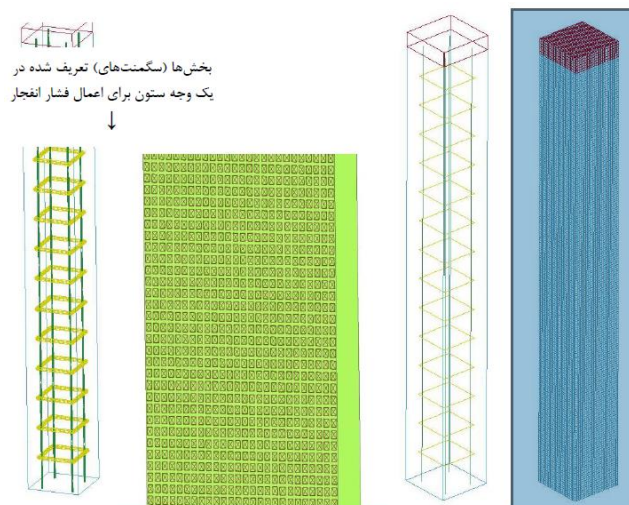 بخش‌ها (سگمنت‌های) تعریف شده در
یک وجه ستون برای اعمال فشار انفجار